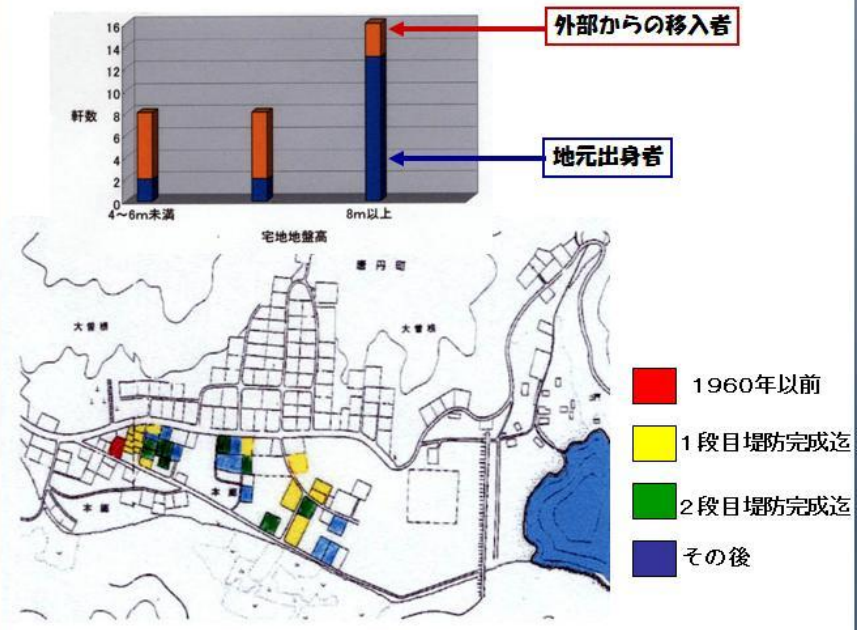 外部からの移入者
16
14
12
10
8
6
4
2
0
軒数
地元出身者
4～6m未満
8m以上
宅地地盤高
唐丹町
大曽根
大曽根
本郷
本郷
1960年以前
1段目堤防完成迄
2段目堤防完成迄
その後